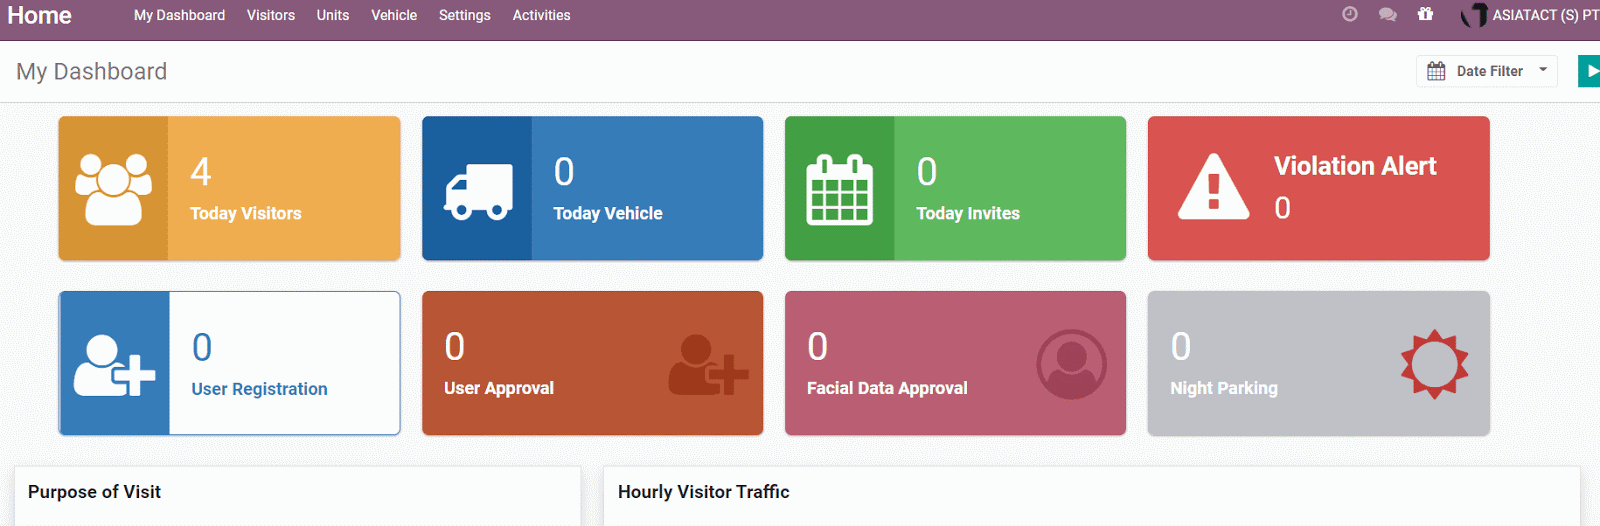 Home My Dashboard Visitors Units Vehicle Settings Activities ASIATACT (S) PT
My Dashboard Date Filter
4
Today Visitors
0
Today Vehicle
0
Today Invites
Violation Alert
0
0
User Registration
0
User Approval
0
Facial Data Approval
0
Night Parking
Purpose of Visit
Hourly Visitor Traffic